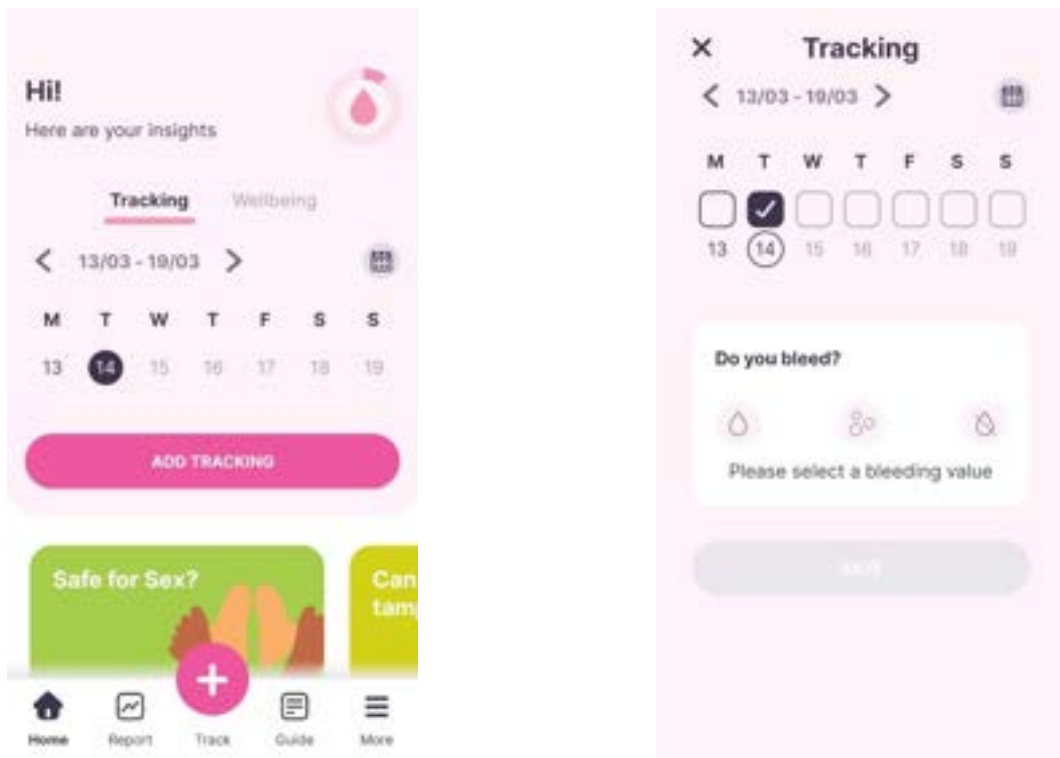 Hi!
Here are your insights
Tracking Wellbeing
13/03 - 19/03
M T W T F S S
13 14 15 16 17 18 19
ADD TRACKING
Safe for Sex?
Can
tam
Home Report Track Guide More
Tracking
13/03 - 19/03
M T W T F S S
13 14 15 16 17 18 19
Do you bleed?
Please select a bleeding value